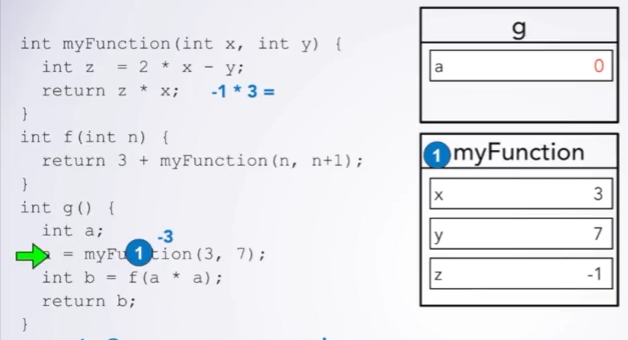 int myFunction(int x, int y) {
int z = 2 * x - y;
return z * x; -1 * 3 =
}
int f(int n) {
return 3 + myFunction(n, n+1);
}
int g() {
int a;
-3
= myFu 1 tion(3, 7);
int b = f(a * a);
return b;
}
g
a 0
1 myFunction
x 3
y 7
z -1